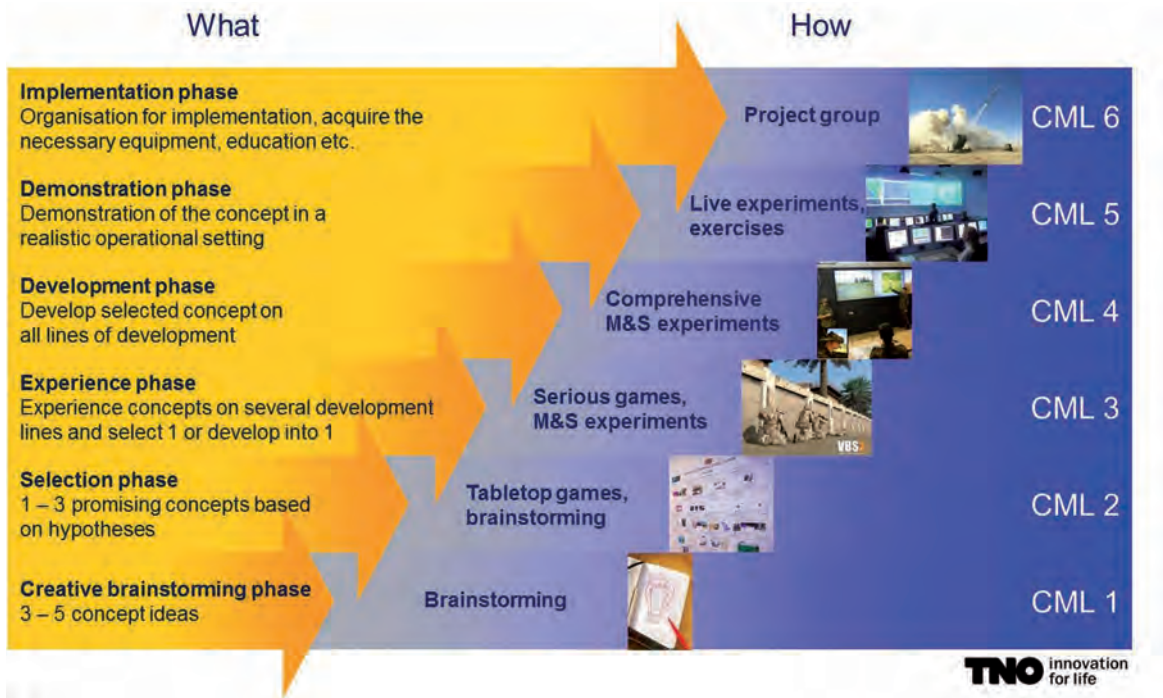 What
How
Implementation phase
Organisation for implementation, acquire the
necessary equipment, education etc.
Project group
CML 6
Demonstration phase
Demonstration of the concept in a
realistic operational setting
Live experiments,
exercises
CML 5
Development phase
Develop selected concept on
all lines of development
Comprehensive
M&S experiments
CML 4
Experience phase
Experience concepts on several development
lines and select 1 or develop into 1
Serious games,
M&S experiments
VBS2
CML 3
Selection phase
1 – 3 promising concepts based
on hypotheses
Tabletop games,
brainstorming
CML 2
Creative brainstorming phase
3 – 5 concept ideas
Brainstorming
CML 1
TNO innovation
for life